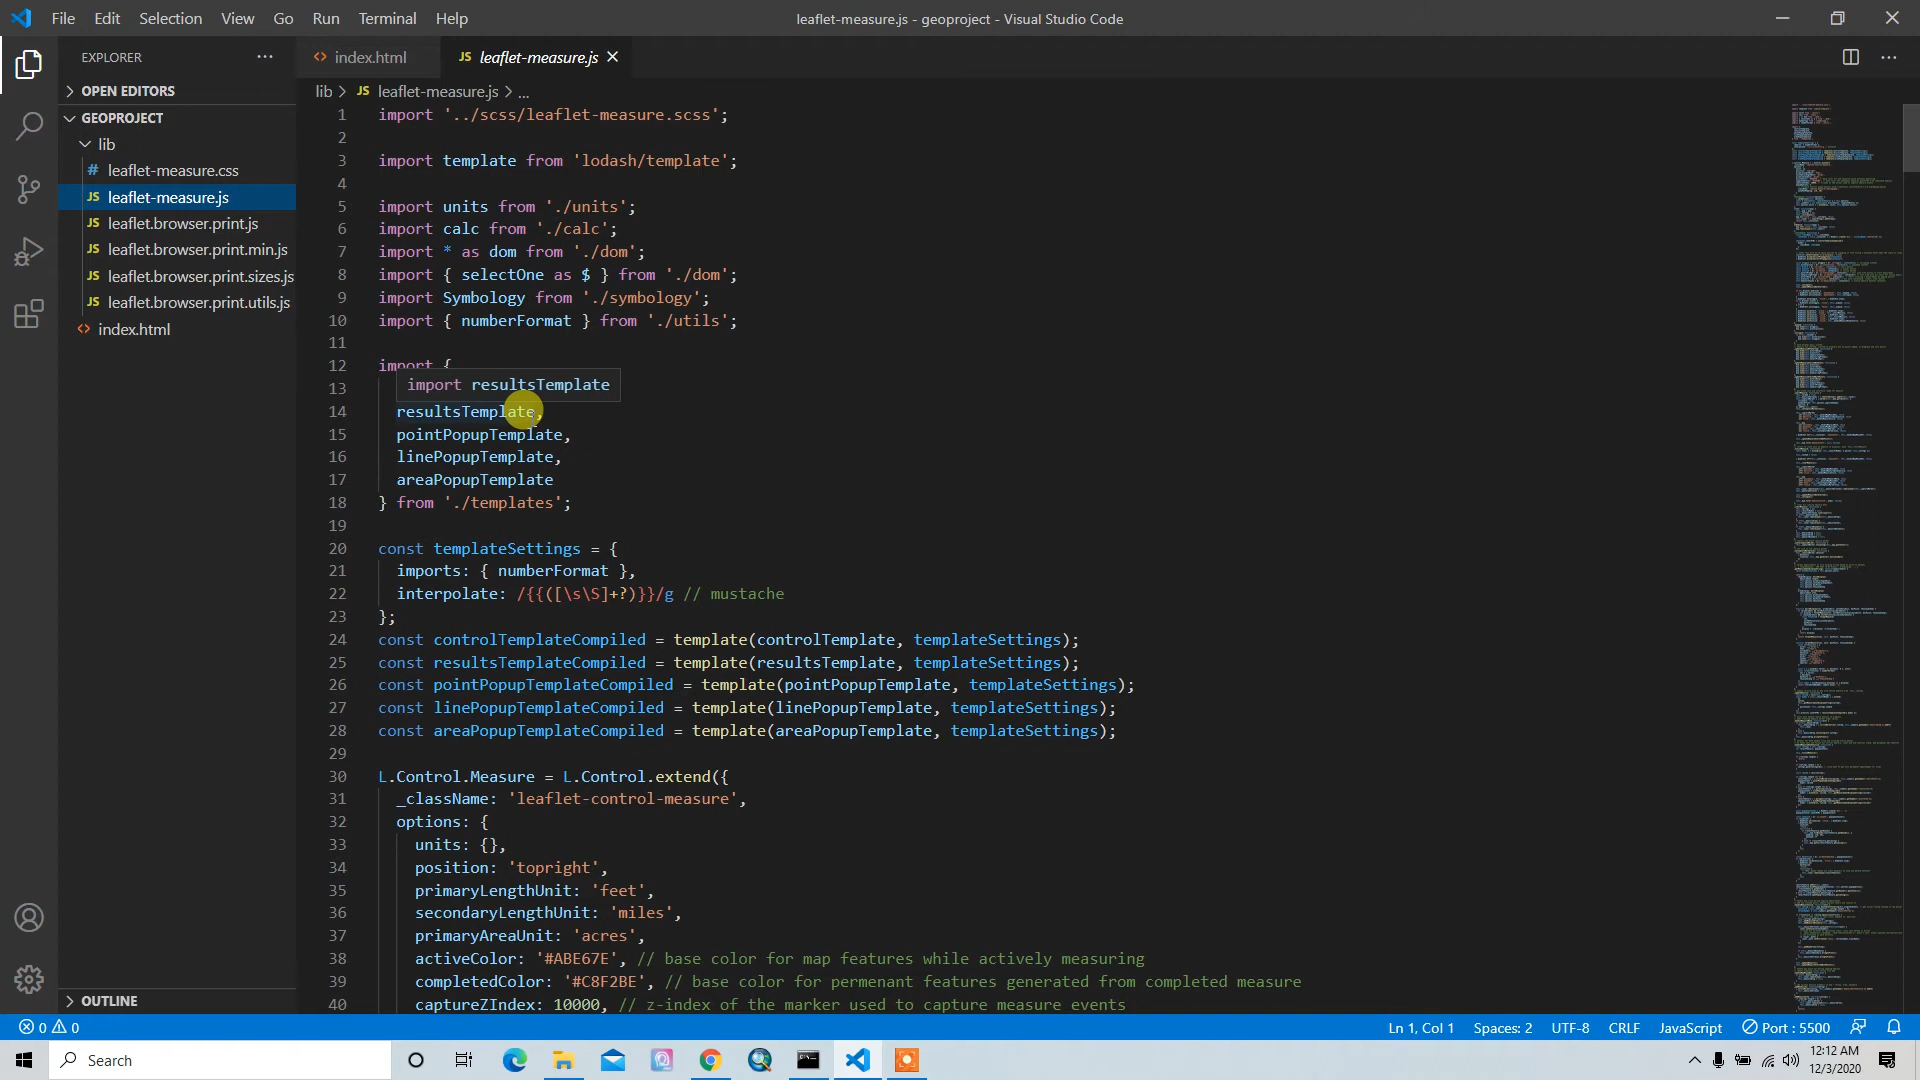 File Edit Selection View Go Run Terminal Help
leaflet-measure.js - geoproject - Visual Studio Code
EXPLORER
OPEN EDITORS
GEOPROJECT
lib
# leaflet-measure.css
JS leaflet-measure.js
JS leaflet.browser.print.js
JS leaflet.browser.print.min.js
JS leaflet.browser.print.sizes.js
JS leaflet.browser.print.utils.js
<> index.html
OUTLINE
<> index.html
JS leaflet-measure.js
lib > JS leaflet-measure.js > ...
1 import '../scss/leaflet-measure.scss';
2
3 import template from 'lodash/template';
4
5 import units from './units';
6 import calc from './calc';
7 import * as dom from './dom';
8 import { selectOne as $ } from './dom';
9 import Symbology from './symbology';
10 import { numberFormat } from './utils';
11
12 import {
import resultsTemplate
13
14 resultsTemplate,
15 pointPopupTemplate,
16 linePopupTemplate,
17 areaPopupTemplate
18 } from './templates';
19
20 const templateSettings = {
21 imports: { numberFormat },
22 interpolate: /{{([\s\S]+?)}}/g // mustache
23 };
24 const controlTemplateCompiled = template(controlTemplate, templateSettings);
25 const resultsTemplateCompiled = template(resultsTemplate, templateSettings);
26 const pointPopupTemplateCompiled = template(pointPopupTemplate, templateSettings);
27 const linePopupTemplateCompiled = template(linePopupTemplate, templateSettings);
28 const areaPopupTemplateCompiled = template(areaPopupTemplate, templateSettings);
29
30 L.Control.Measure = L.Control.extend({
31 _className: 'leaflet-control-measure',
32 options: {
33 units: {},
34 position: 'topright',
35 primaryLengthUnit: 'feet',
36 secondaryLengthUnit: 'miles',
37 primaryAreaUnit: 'acres',
38 activeColor: '#ABE67E', // base color for map features while actively measuring
39 completedColor: '#C8F2BE', // base color for permenant features generated from completed measure
40 captureZIndex: 10000, // z-index of the marker used to capture measure events
0 0
Ln 1, Col 1 Spaces: 2 UTF-8 CRLF JavaScript Port : 5500
Search
12:12 AM
12/3/2020